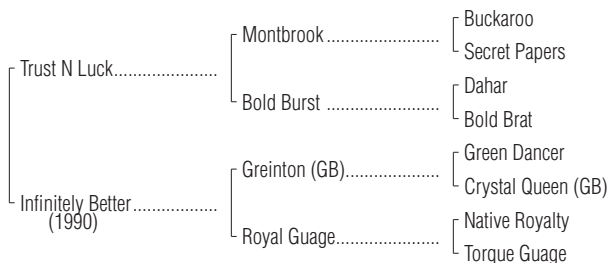 Buckaroo
Montbrook
Secret Papers
Trust N Luck
Dahar
Bold Burst
Bold Brat
Green Dancer
Greinton (GB)
Crystal Queen (GB)
Infinitely Better
(1990)
Native Royalty
Royal Guage
Torque Guage